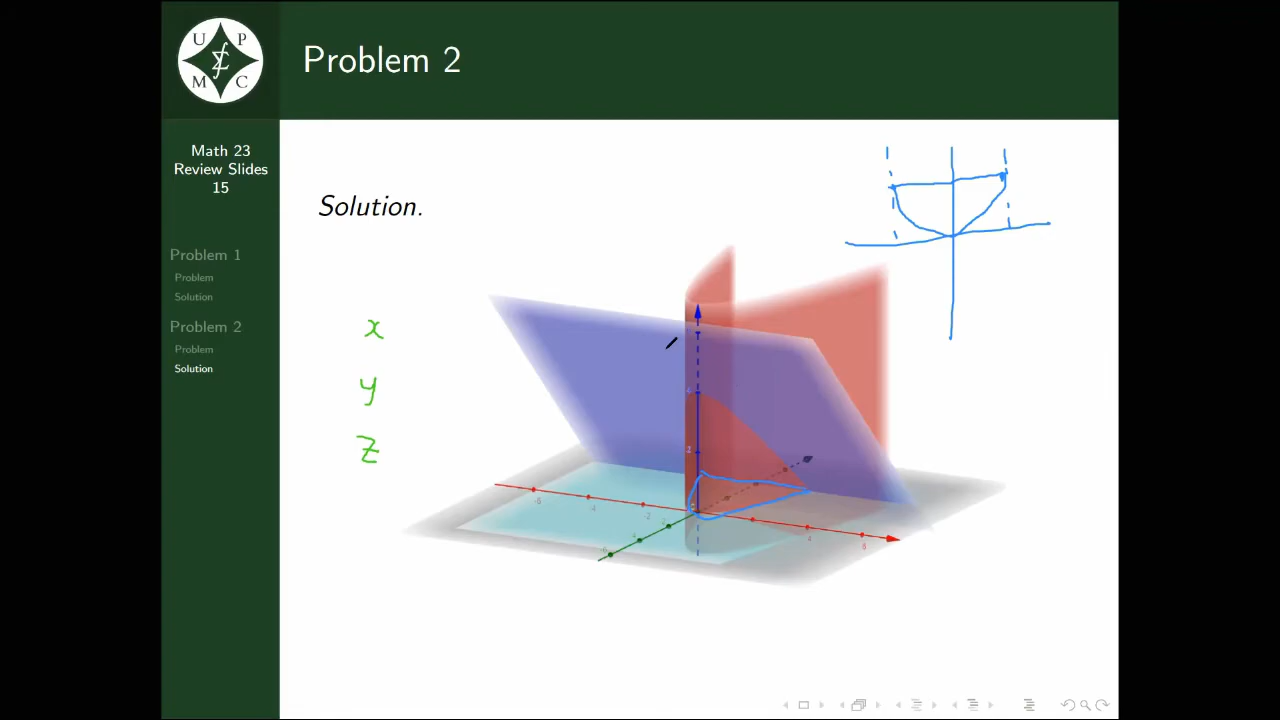 U P
M C
Problem 2
Math 23
Review Slides
15
Problem 1
Problem
Solution
Problem 2
Problem
Solution
Solution.
x
y
z